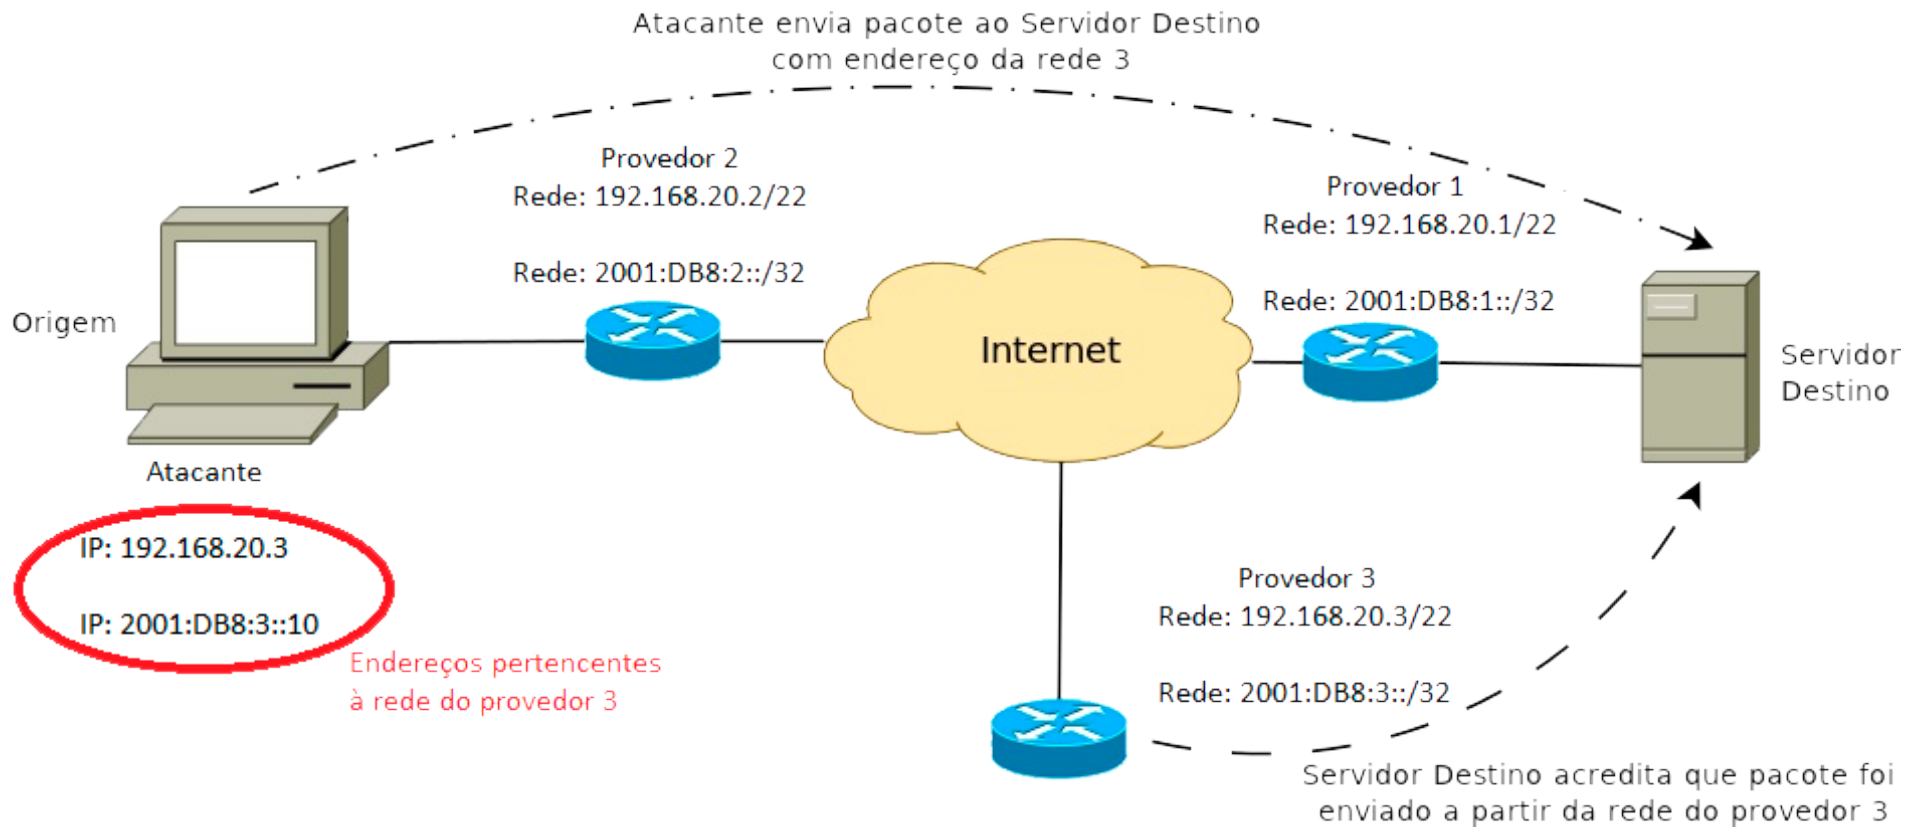 Atacante envia pacote ao Servidor Destino
com endereço da rede 3
Provedor 2
Rede: 192.168.20.2/22
Rede: 2001:DB8:2::/32
Provedor 1
Rede: 192.168.20.1/22
Rede: 2001:DB8:1::/32
Origem
Internet
Servidor
Destino
Atacante
IP: 192.168.20.3
IP: 2001:DB8:3::10
Endereços pertencentes
à rede do provedor 3
Provedor 3
Rede: 192.168.20.3/22
Rede: 2001:DB8:3::/32
Servidor Destino acredita que pacote foi
enviado a partir da rede do provedor 3